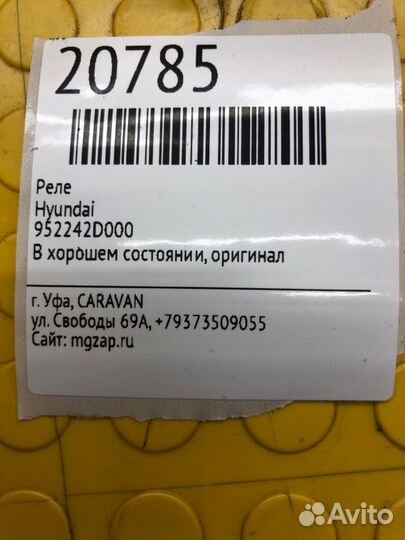 20785
Реле
Hyundai
952242D000
В хорошем состоянии, оригинал
г. Уфа, CARAVAN
ул. Свободы 69А, +79373509055
Сайт: mgzap.ru
Avito